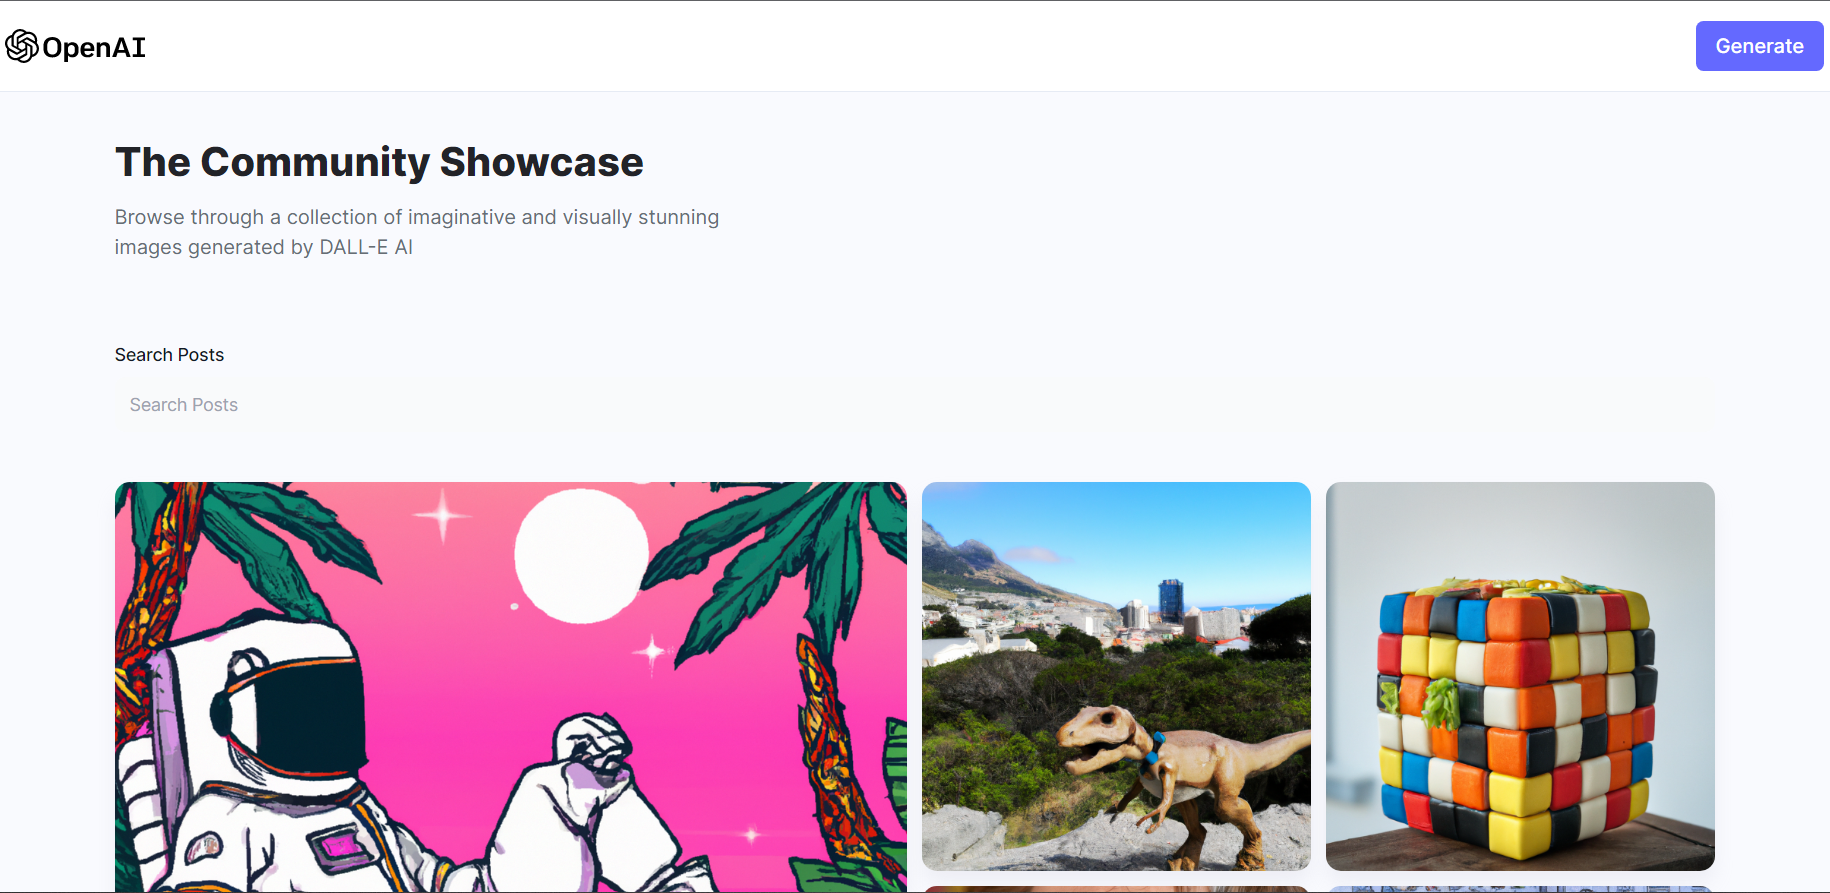 OpenAI
Generate
The Community Showcase
Browse through a collection of imaginative and visually stunning
images generated by DALL-E AI
Search Posts
Search Posts